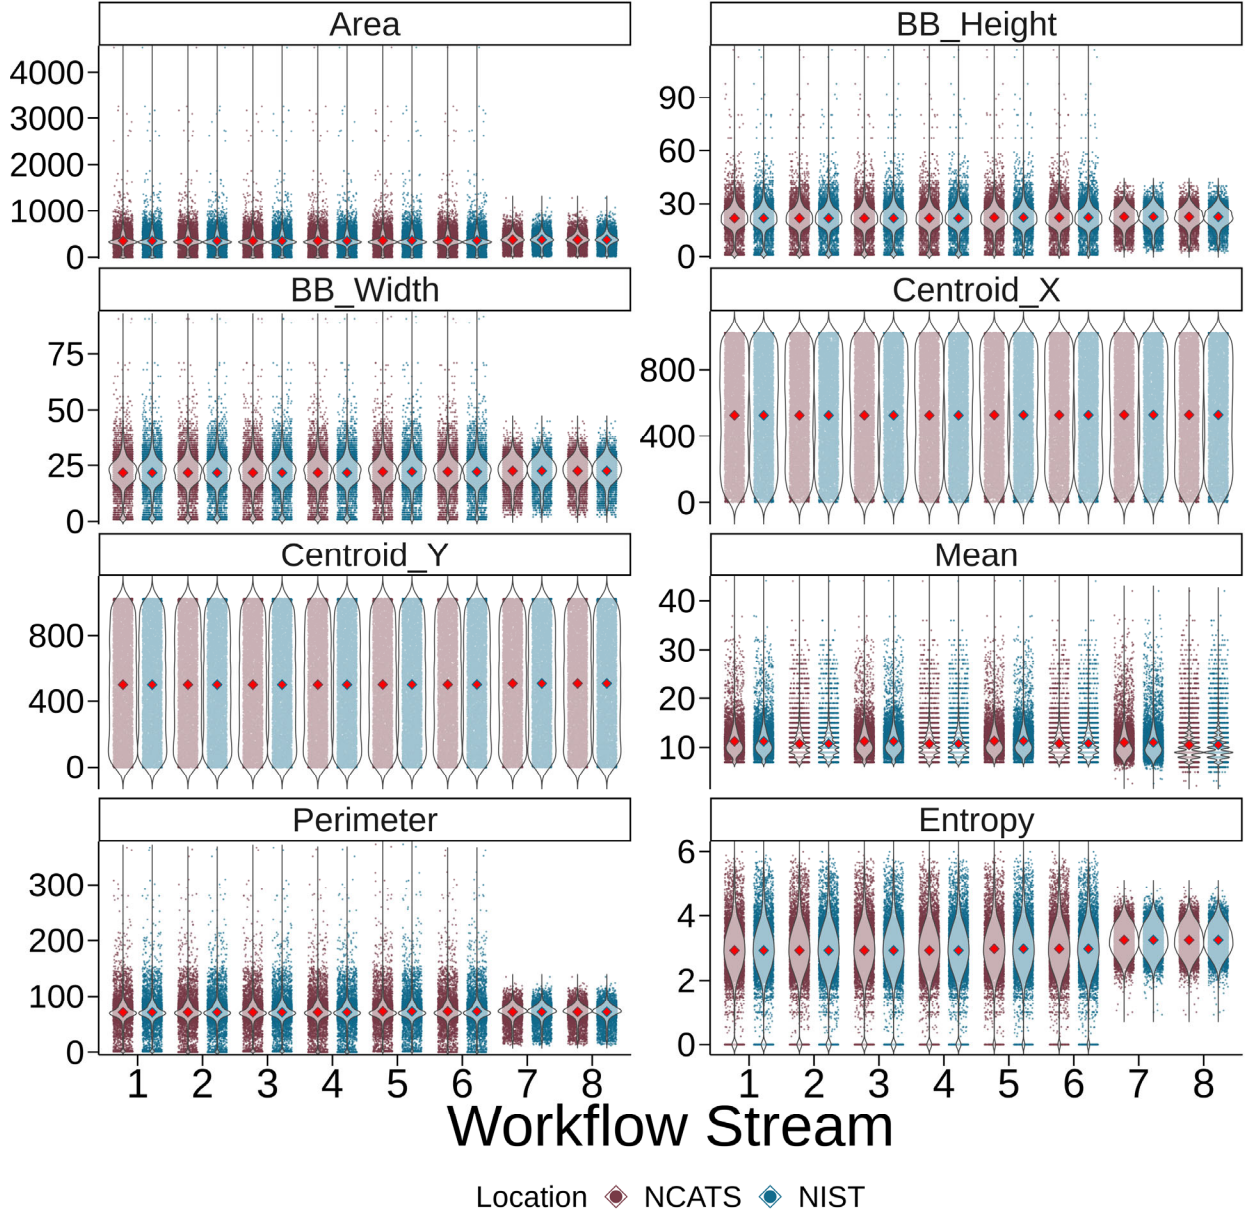 Area
4000
3000
2000
1000
0
BB_Height
90
60
30
0
BB_Width
75
50
25
0
Centroid_X
800
400
0
Centroid_Y
800
400
0
Mean
40
30
20
10
Perimeter
300
200
100
0
Entropy
6
4
2
0
1 2 3 4 5 6 7 8
1 2 3 4 5 6 7 8
Workflow Stream
Location NCATS NIST